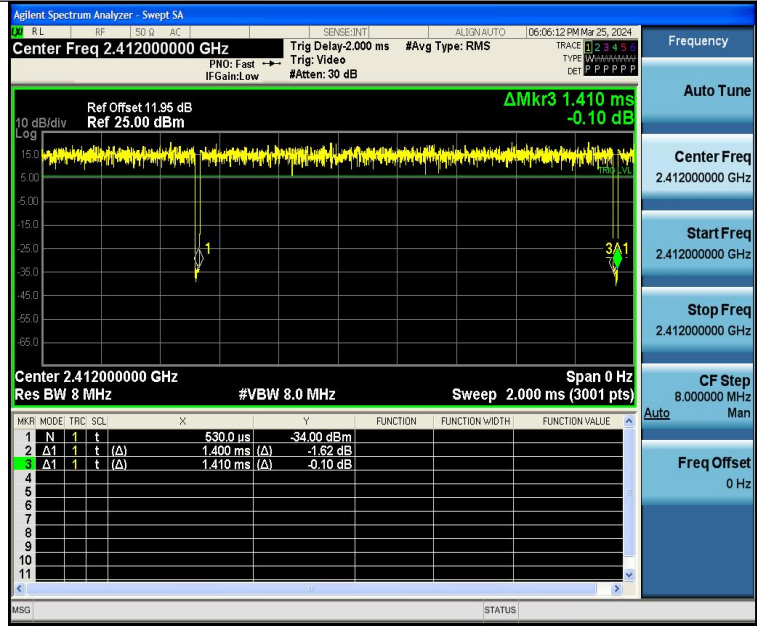 Agilent Spectrum Analyzer - Swept SA
RL RF 50 Ω AC SENSE:INT ALIGN AUTO 06:06:12 PM Mar 25, 2024
Center Freq 2.412000000 GHz
PNO: Fast
IFGain:Low
Trig Delay-2.000 ms
Trig: Video
#Atten: 30 dB
#Avg Type: RMS
TRACE 1 2 3 4 5 6
TYPE W
DET P P P P P P
Ref Offset 11.95 dB
10 dB/div Ref 25.00 dBm
Log
ΔMkr3 1.410 ms
-0.10 dB
15.0
5.00
TRIG LVL
-5.00
-15.0
-25.0
1
3Δ1
-35.0
-45.0
-55.0
-65.0
Center 2.412000000 GHz Span 0 Hz
Res BW 8 MHz #VBW 8.0 MHz Sweep 2.000 ms (3001 pts)
MKR MODE TRC SCL X Y FUNCTION FUNCTION WIDTH FUNCTION VALUE
1 N 1 t 530.0 µs -34.00 dBm
2 Δ1 1 t (Δ) 1.400 ms (Δ) -1.62 dB
3 Δ1 1 t (Δ) 1.410 ms (Δ) -0.10 dB
4
5
6
7
8
9
10
11
MSG STATUS
Frequency
Auto Tune
Center Freq
2.412000000 GHz
Start Freq
2.412000000 GHz
Stop Freq
2.412000000 GHz
CF Step
8.000000 MHz
Auto Man
Freq Offset
0 Hz